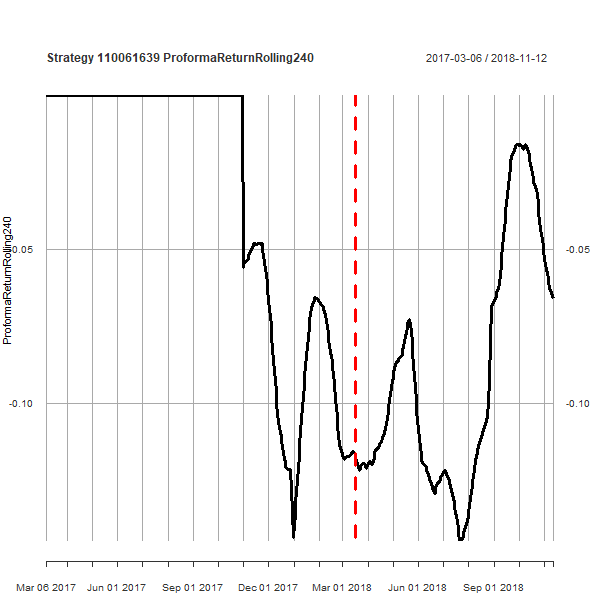 Strategy 110061639 ProformaReturnRolling240
2017-03-06 / 2018-11-12
ProformaReturnRolling240
-0.05
-0.05
-0.10
-0.10
Mar 06 2017
Jun 01 2017
Sep 01 2017
Dec 01 2017
Mar 01 2018
Jun 01 2018
Sep 01 2018